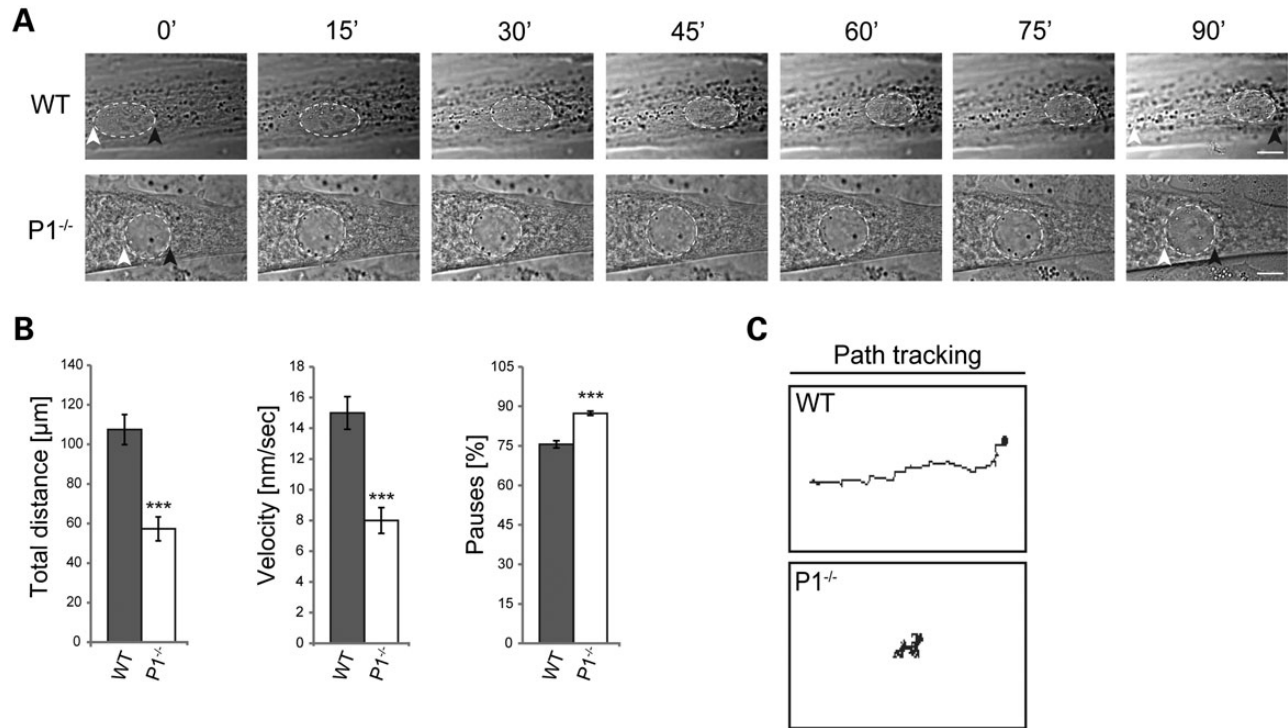 A
0’ 15’ 30’ 45’ 60’ 75’ 90’
WT
P1-/-
B
Total distance [µm]
140
120
100
80
60
40
20
0
***
WT P1-/-
Velocity [nm/sec]
18
16
14
12
10
8
6
4
2
0
***
WT P1-/-
Pauses [%]
105
90
75
60
45
30
15
0
***
WT P1-/-
C
Path tracking
WT
P1-/-